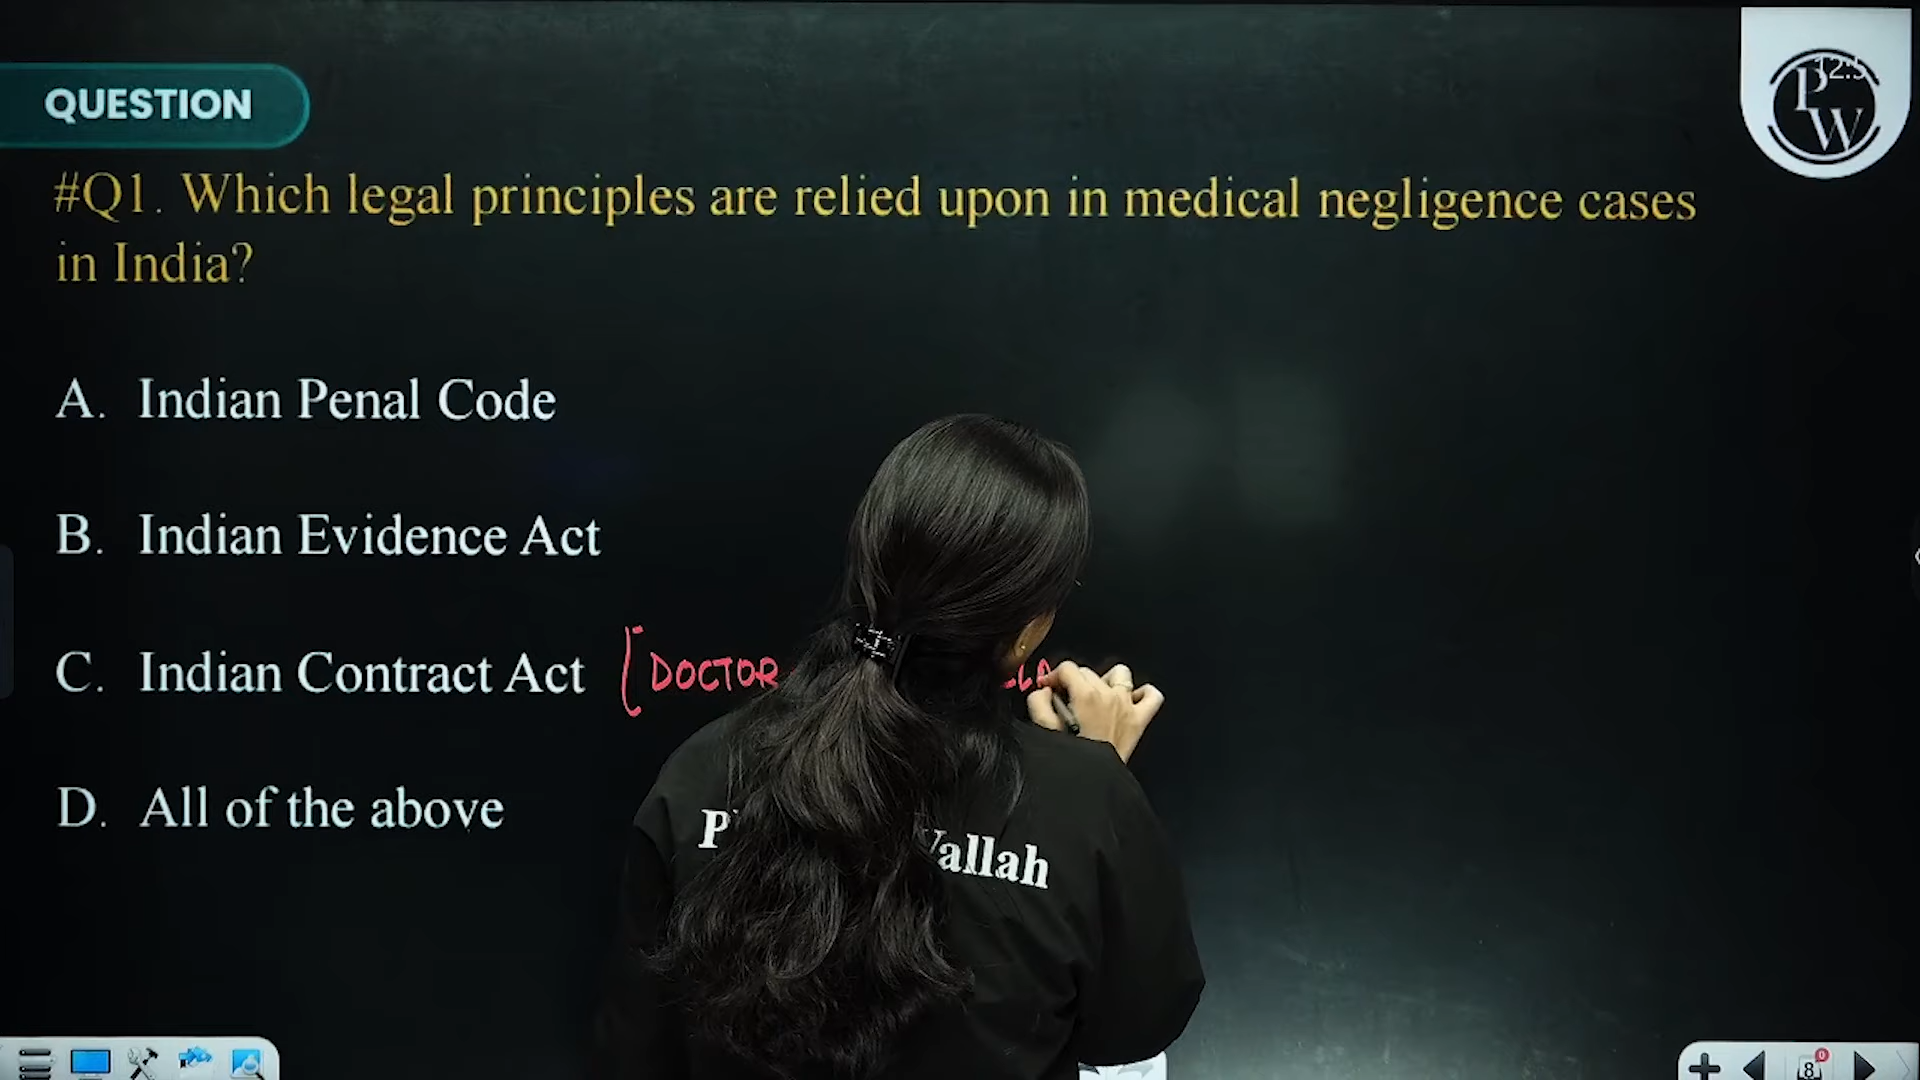 QUESTION
#Q1. Which legal principles are relied upon in medical negligence cases
in India?
A. Indian Penal Code
B. Indian Evidence Act
C. Indian Contract Act [DOCTOR
D. All of the above
PW